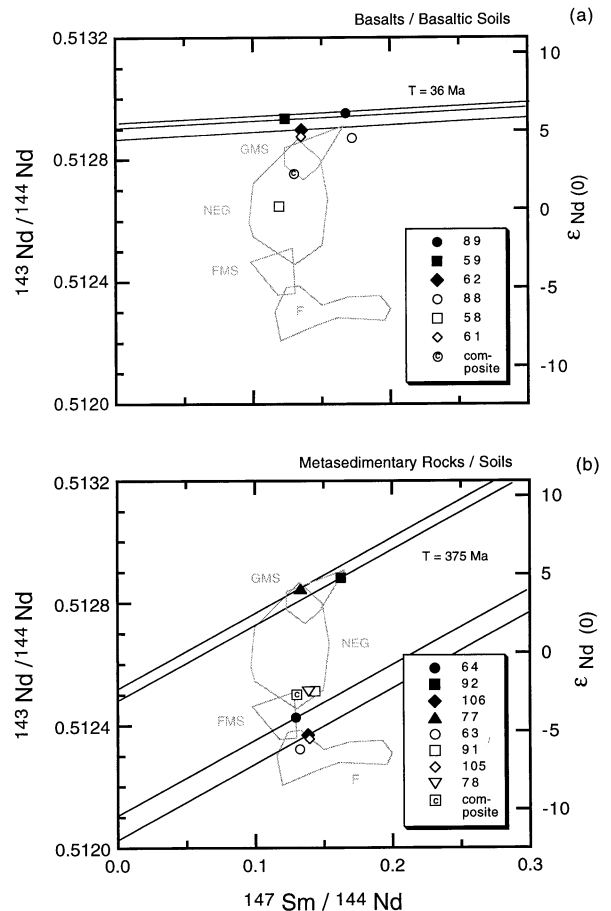 Basalts / Basaltic Soils
(a)
0.5132
0.5128
0.5124
0.5120
143 Nd / 144 Nd
T = 36 Ma
GMS
NEG
FMS
F
10
5
0
-5
-10
ε Nd (0)
89
59
62
88
58
61
C com-
posite
C
Metasedimentary Rocks / Soils
(b)
0.5132
0.5128
0.5124
0.5120
143 Nd / 144 Nd
T = 375 Ma
GMS
NEG
FMS
F
C
10
5
0
-5
-10
ε Nd (0)
64
92
106
77
63
91
105
78
C com-
posite
0.0
0.1
0.2
0.3
147 Sm / 144 Nd